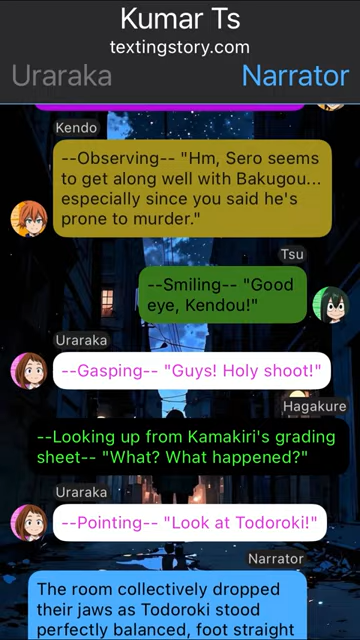 Kumar Ts
textingstory.com
Uraraka
Narrator
Kendo
--Observing-- "Hm, Sero seems
to get along well with Bakugou...
especially since you said he's
prone to murder."
Tsu
--Smiling-- "Good
eye, Kendou!"
Uraraka
--Gasping-- "Guys! Holy shoot!"
Hagakure
--Looking up from Kamakiri's grading
sheet-- "What? What happened?"
Uraraka
--Pointing-- "Look at Todoroki!"
Narrator
The room collectively dropped
their jaws as Todoroki stood
perfectly balanced, foot straight